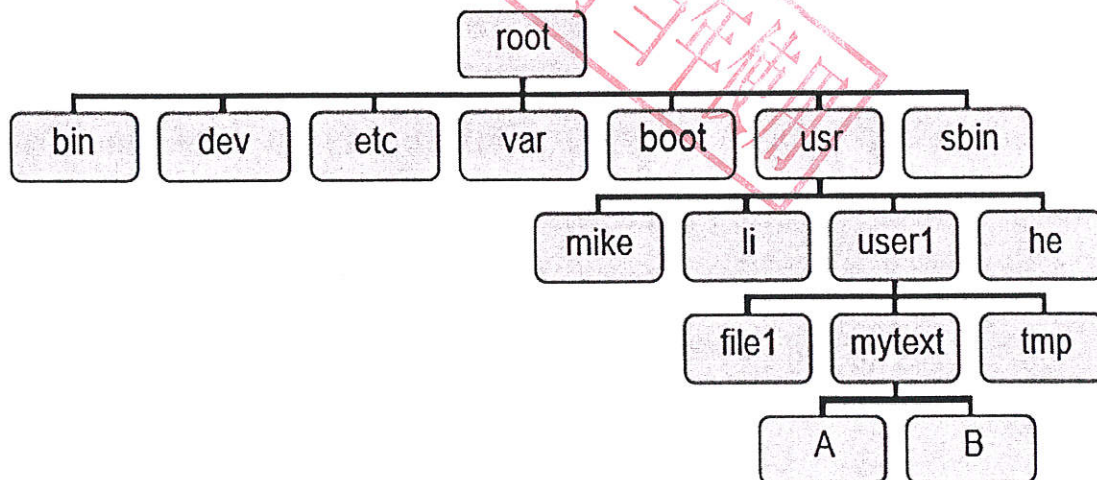 root
bin dev etc var boot usr sbin
mike li user1 he
file1 mytext tmp
A B